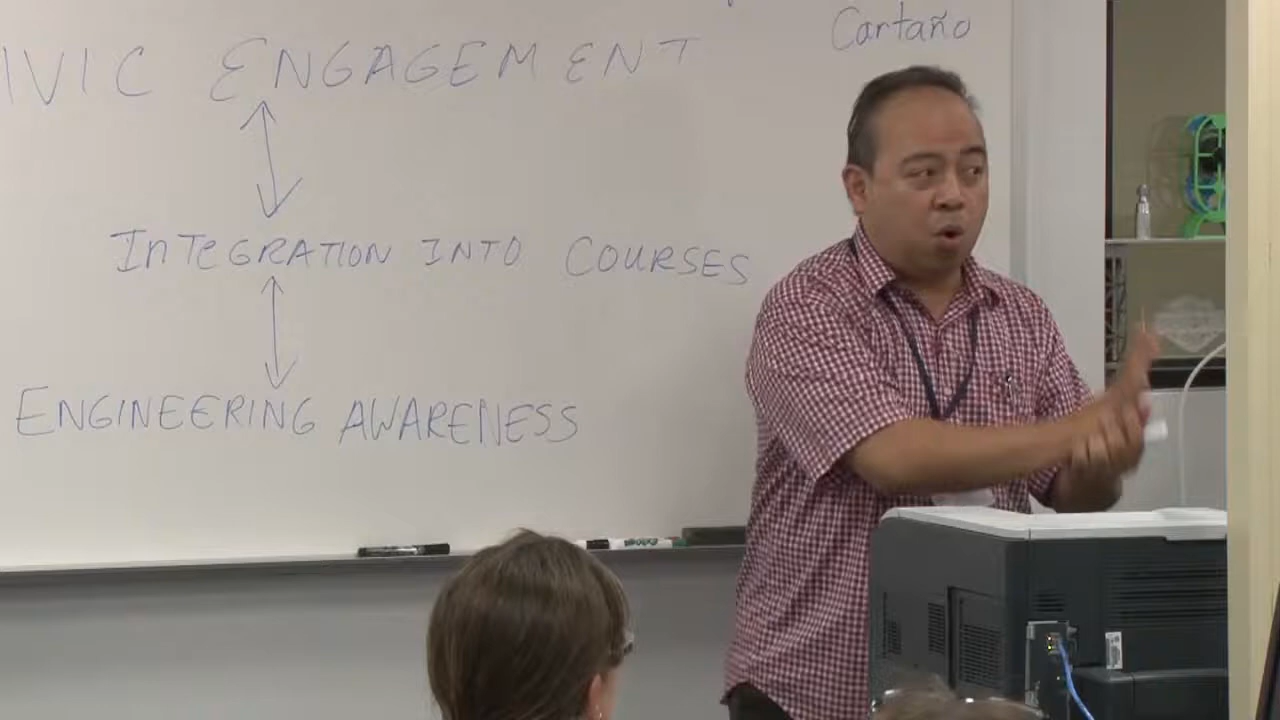 Cartaño
IVIC ENGAGEMENT
INTEGRATION INTO COURSES
ENGINEERING AWARENESS